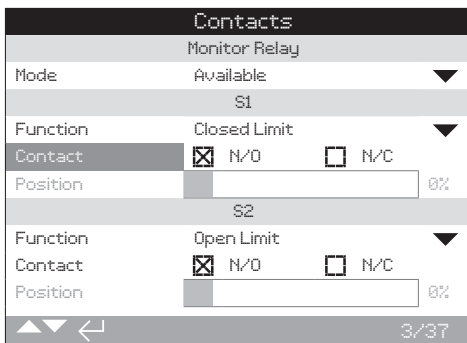 Contacts
Monitor Relay
Mode Available
S1
Function Closed Limit
Contact N/O N/C
Position 0%
S2
Function Open Limit
Contact N/O N/C
Position 0%
3/37